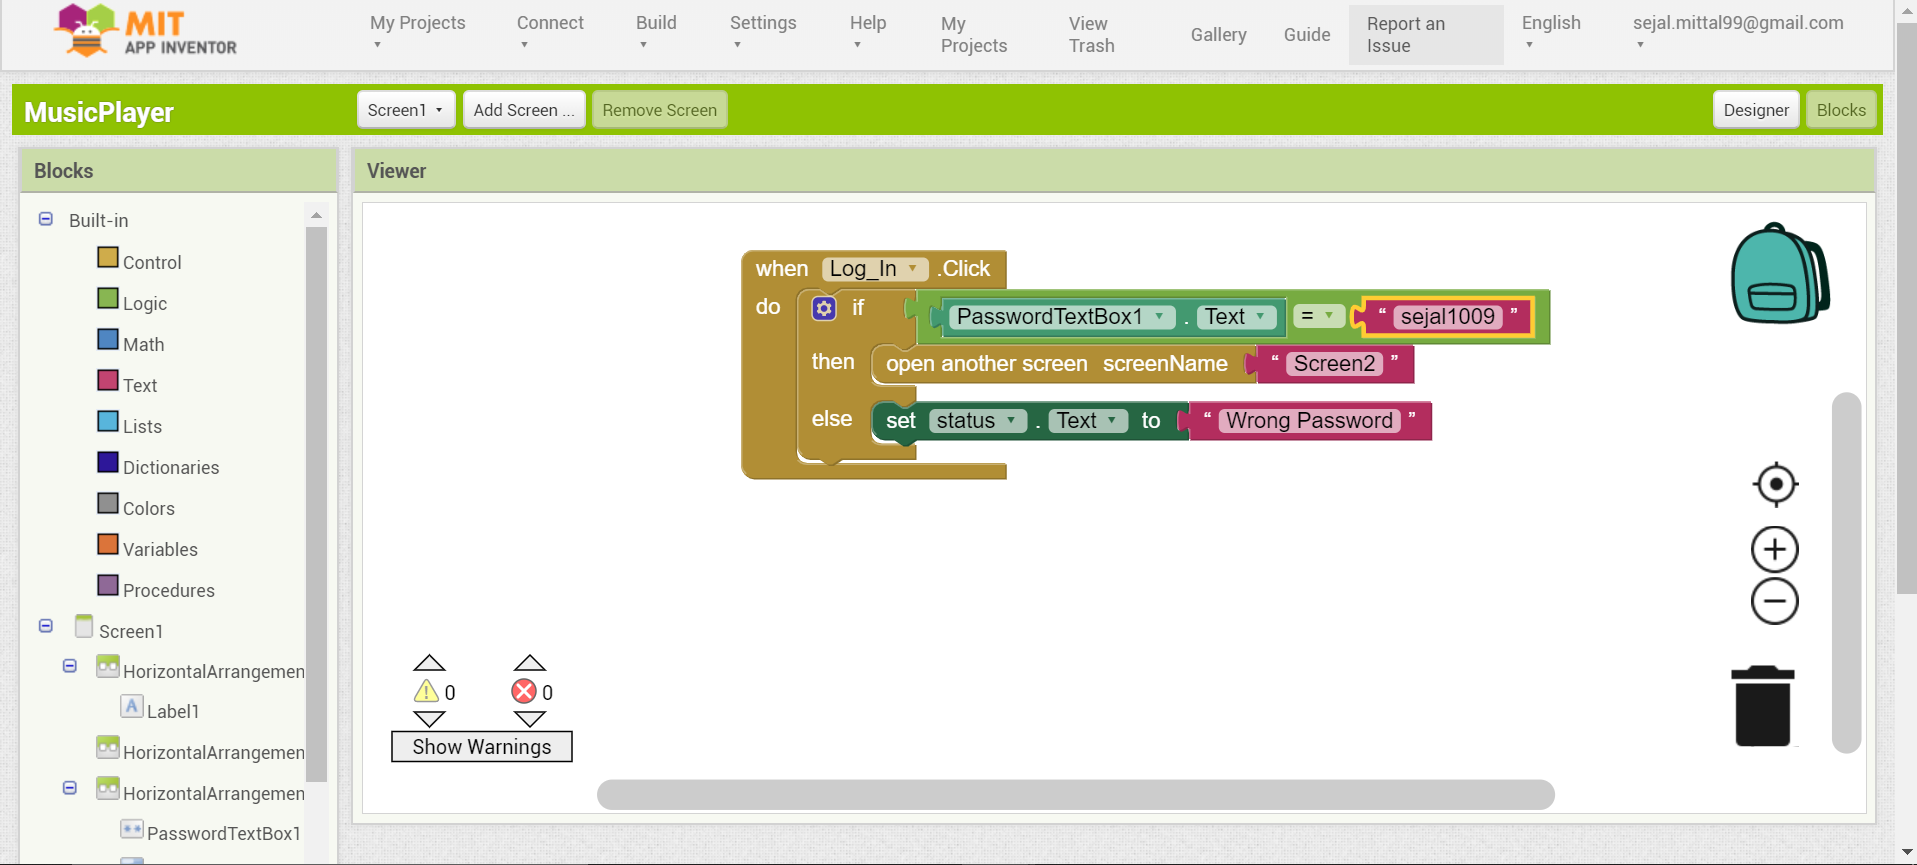 MIT
APP INVENTOR
My Projects
Connect
Build
Settings
Help
My
Projects
View
Trash
Gallery
Guide
Report an
Issue
English
sejal.mittal99@gmail.com
MusicPlayer
Screen1
Add Screen ...
Remove Screen
Designer
Blocks
Blocks
Built-in
Control
Logic
Math
Text
Lists
Dictionaries
Colors
Variables
Procedures
Screen1
HorizontalArrangemen
Label1
HorizontalArrangemen
HorizontalArrangemen
PasswordTextBox1
Viewer
when Log_In .Click
do if PasswordTextBox1 . Text = “ sejal1009 ”
then open another screen screenName “ Screen2 ”
else set status . Text to “ Wrong Password ”
0 0
Show Warnings